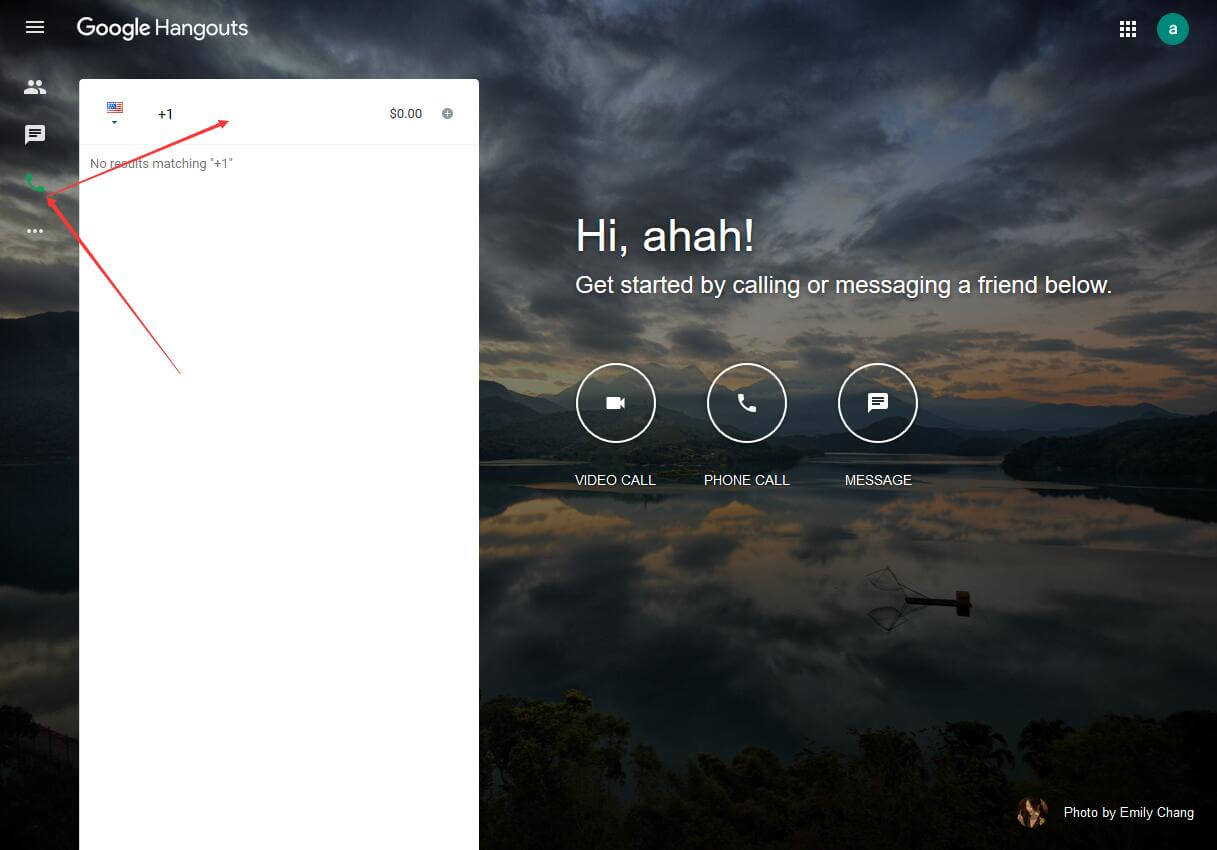 Google Hangouts
a
+1
$0.00
No results matching "+1"
Hi, ahah!
Get started by calling or messaging a friend below.
VIDEO CALL
PHONE CALL
MESSAGE
Photo by Emily Chang